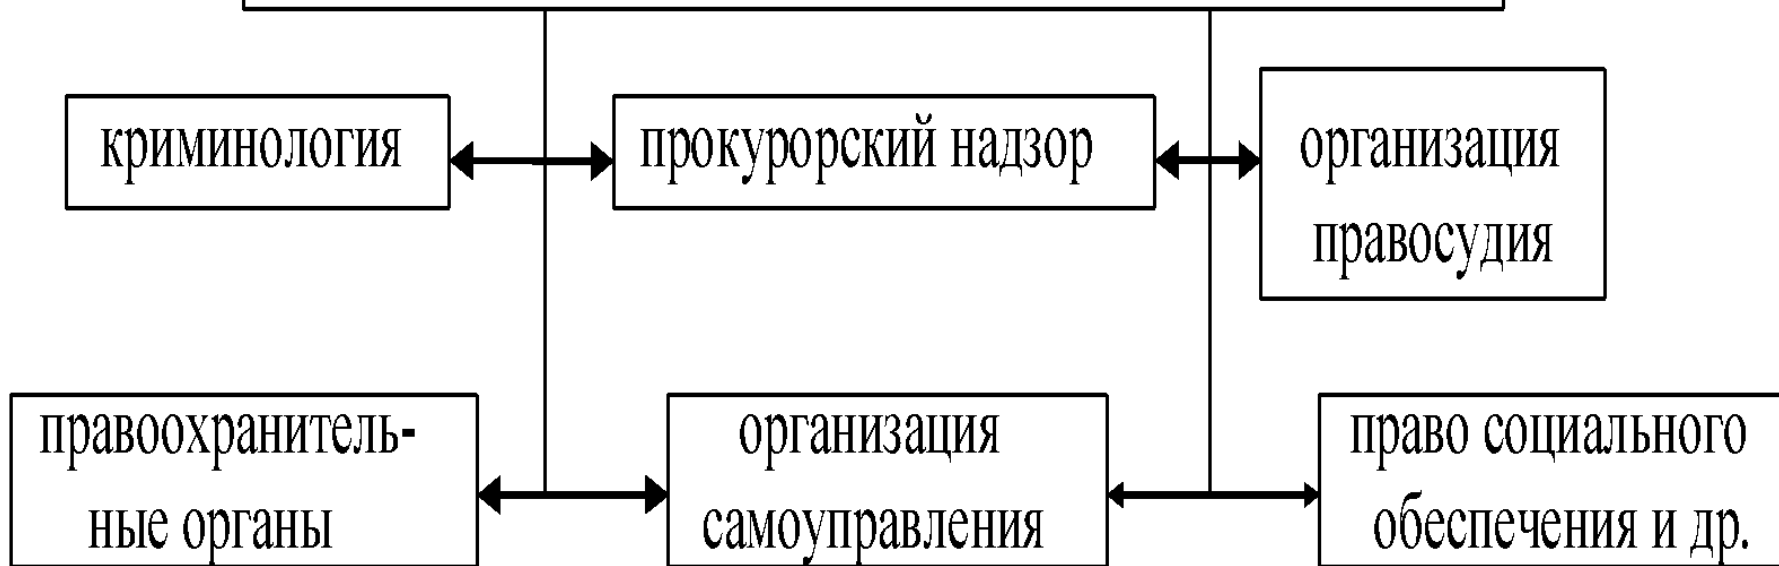 криминология
прокурорский надзор
организация
правосудия
правоохранитель-
ные органы
организация
самоуправления
право социального
обеспечения и др.